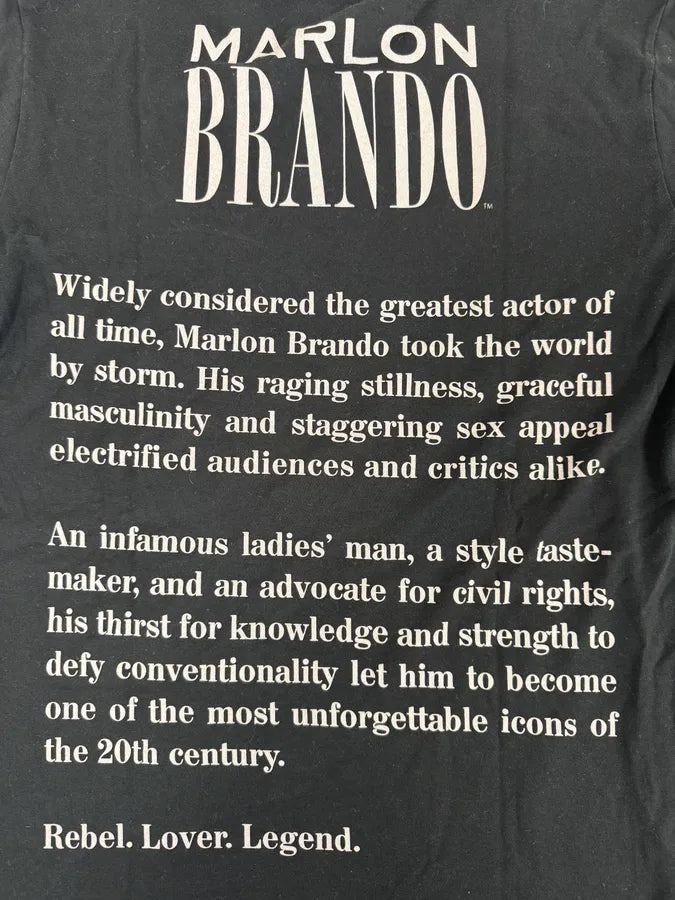 MARLON
BRANDO™
Widely considered the greatest actor of
all time, Marlon Brando took the world
by storm. His raging stillness, graceful
masculinity and staggering sex appeal
electrified audiences and critics alike.
An infamous ladies’ man, a style taste-
maker, and an advocate for civil rights,
his thirst for knowledge and strength to
defy conventionality let him to become
one of the most unforgettable icons of
the 20th century.
Rebel. Lover. Legend.